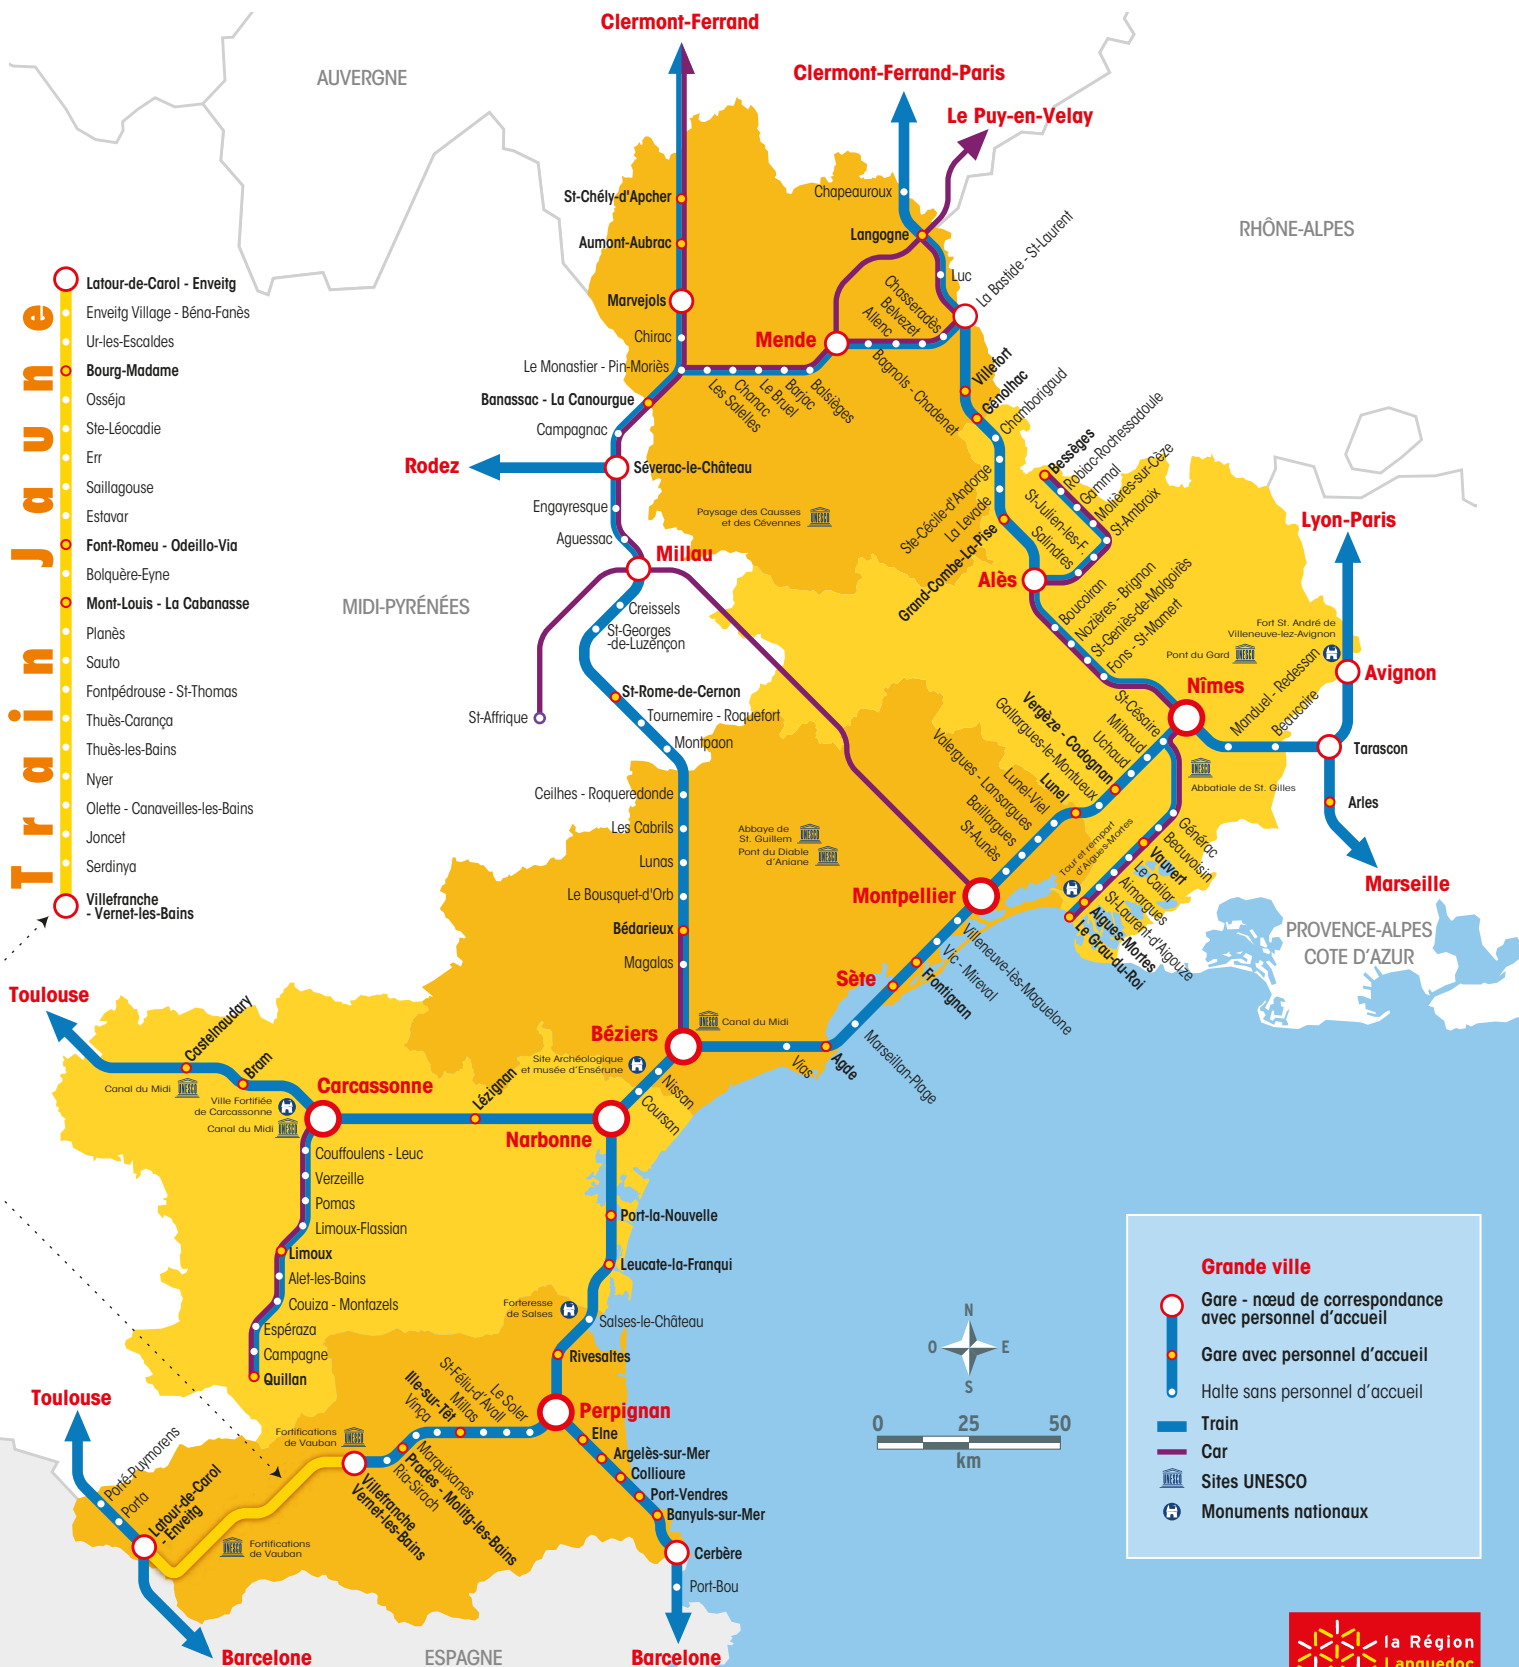 Clermont-Ferrand
AUVERGNE
Clermont-Ferrand-Paris
Le Puy-en-Velay
RHÔNE-ALPES
St-Chély-d'Apcher
Aumont-Aubrac
Marvejols
Chirac
Le Monastier - Pin-Moriès
Banassac - La Canourgue
Campagnac
Rodez
Séverac-le-Château
Engayresque
Aguessac
Millau
MIDI-PYRÉNÉES
Chapeauroux
Langogne
Luc
La Bastide - St-Laurent
Chasseradès
Belvezet
Allenc
Mende
Bagnols - Chadenet
Les Salelles
Chanac
Le Bruel
Barjac
Balsièges
Villefort
Génolhac
Chamborigaud
Ste-Cécile-d'Andorge
La Levade
Grand-Combe-La-Pise
Bessèges
Robiac-Rochessadoule
Gammal
Molières-sur-Cèze
St-Ambroix
St-Julien-les-F.
Salindres
Alès
Paysage des Causses
et des Cévennes
UNESCO
Boucoiran
Nozières - Brignon
St-Geniès-de-Malgoirès
Fons - St-Mamert
Lyon-Paris
Fort St. André de
Villeneuve-lez-Avignon
Pont du Gard
UNESCO
Avignon
Nîmes
Manduel - Redessan
Beaucaire
Tarascon
Arles
Marseille
PROVENCE-ALPES
COTE D'AZUR
UNESCO
Abbatiale de St. Gilles
St-Césaire
Milhaud
Uchaud
Vergèze - Codognan
Gallargues-le-Montueux
Lunel
Lunel-Viel
Valergues - Lansargues
Baillargues
St-Aunès
Montpellier
Tour et rempart
d'Aigues-Mortes
Générac
Beauvoisin
Vauvert
Le Cailar
Aimargues
St-Laurent-d'Aigouze
Aigues-Mortes
Le Grau-du-Roi
Creissels
St-Georges
-de-Luzençon
St-Rome-de-Cernon
St-Affrique
Tournemire - Roquefort
Montpaon
Ceilhes - Roqueredonde
Les Cabrils
Lunas
Le Bousquet-d'Orb
Bédarieux
Magalas
Abbaye de
St. Guillem
UNESCO
Pont du Diable
d'Aniane
UNESCO
Villeneuve-lès-Maguelone
Vic - Mireval
Frontignan
Sète
Marseillan-Plage
Agde
Vias
Béziers
UNESCO
Canal du Midi
Site Archéologique
et musée d'Ensérune
Nissan
Coursan
Narbonne
Lézignan
Carcassonne
Toulouse
Castelnaudary
Bram
Canal du Midi
UNESCO
Ville Fortifiée
de Carcassonne
Canal du Midi
UNESCO
Couffoulens - Leuc
Verzeille
Pomas
Limoux-Flassian
Limoux
Alet-les-Bains
Couiza - Montazels
Espéraza
Campagne
Quillan
Port-la-Nouvelle
Leucate-la-Franqui
Forteresse
de Salses
Salses-le-Château
Rivesaltes
Perpignan
Le Soler
St-Féliu-d'Avall
Millas
Ille-sur-Têt
Vinça
Marquixanes
Prades - Molitg-les-Bains
Ria-Sirach
Villefranche
Vernet-les-Bains
Fortifications
de Vauban
UNESCO
UNESCO
Fortifications
de Vauban
Toulouse
Porté-Puymorens
Porta
Latour-de-Carol
- Enveitg
Barcelone
ESPAGNE
Elne
Argelès-sur-Mer
Collioure
Port-Vendres
Banyuls-sur-Mer
Cerbère
Port-Bou
Barcelone
Train Jaune
Latour-de-Carol - Enveitg
Enveitg Village - Béna-Fanès
Ur-les-Escaldes
Bourg-Madame
Osséja
Ste-Léocadie
Err
Saillagouse
Estavar
Font-Romeu - Odeillo-Via
Bolquère-Eyne
Mont-Louis - La Cabanasse
Planès
Sauto
Fontpédrouse - St-Thomas
Thuès-Carança
Thuès-les-Bains
Nyer
Olette - Canaveilles-les-Bains
Joncet
Serdinya
Villefranche
- Vernet-les-Bains
N
O
E
S
0 25 50
km
Grande ville
Gare - nœud de correspondance
avec personnel d'accueil
Gare avec personnel d'accueil
Halte sans personnel d'accueil
Train
Car
UNESCO
Sites UNESCO
Monuments nationaux
la Région
Languedoc